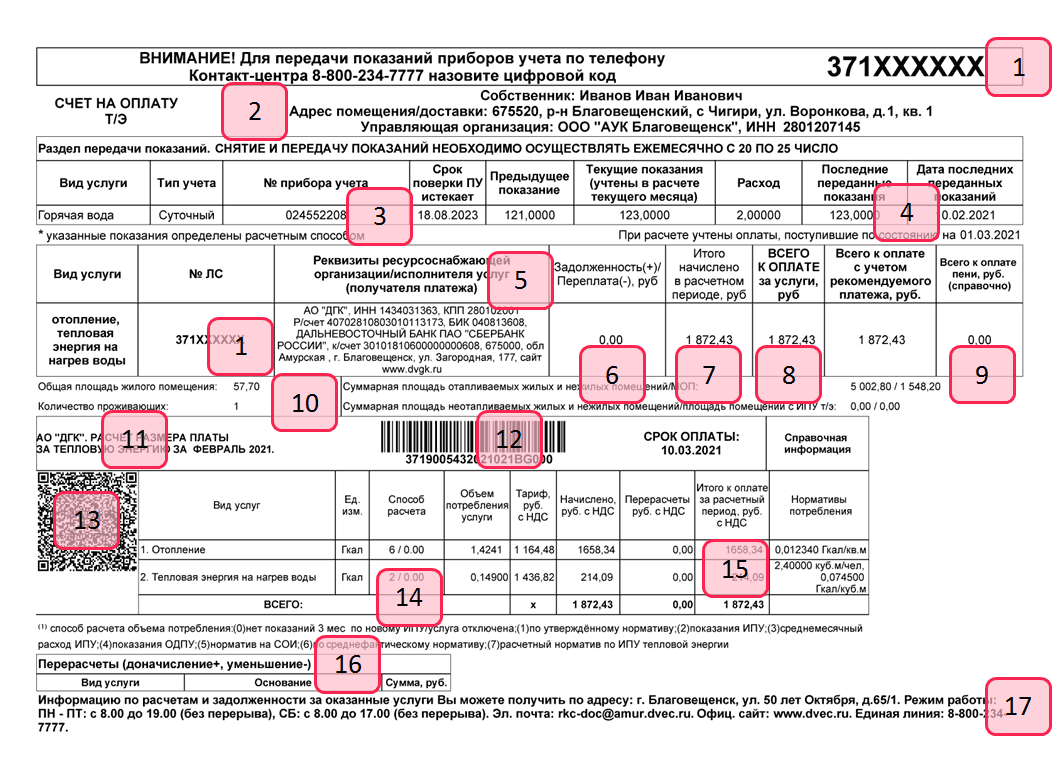 ВНИМАНИЕ! Для передачи показаний приборов учета по телефону
Контакт-центра 8-800-234-7777 назовите цифровой код
371XXXXXX
1
СЧЕТ НА ОПЛАТУ
Т/Э
2
Собственник: Иванов Иван Иванович
Адрес помещения/доставки: 675520, р-н Благовещенский, с Чигири, ул. Воронкова, д.1, кв. 1
Управляющая организация: ООО "АУК Благовещенск", ИНН 2801207145
Раздел передачи показаний. СНЯТИЕ И ПЕРЕДАЧУ ПОКАЗАНИЙ НЕОБХОДИМО ОСУЩЕСТВЛЯТЬ ЕЖЕМЕСЯЧНО С 20 ПО 25 ЧИСЛО
Вид услуги
Тип учета
№ прибора учета
Срок
поверки ПУ
истекает
Предыдущее
показание
Текущие показания
(учтены в расчете
текущего месяца)
Расход
Последние
переданные
показания
Дата последних
переданных
показаний
Горячая вода
Суточный
024552208
3
18.08.2023
121,0000
123,0000
2,00000
123,0000
4
10.02.2021
* указанные показания определены расчетным способом
При расчете учтены оплаты, поступившие по состоянию на 01.03.2021
Вид услуги
№ ЛС
Реквизиты ресурсоснабжающей
организации/исполнителя услуг
(получателя платежа)
5
Задолженность(+)/
Переплата(-), руб
Итого
начислено
в расчетном
периоде, руб
ВСЕГО
К ОПЛАТЕ
за услуги,
руб
Всего к оплате
с учетом
рекомендуемого
платежа, руб.
Всего к оплате
пени, руб.
(справочно)
отопление,
тепловая
энергия на
нагрев воды
371XXXXXX
1
АО "ДГК", ИНН 1434031363, КПП 280102001
Р/счет 40702810803010113173, БИК 040813608,
ДАЛЬНЕВОСТОЧНЫЙ БАНК ПАО "СБЕРБАНК
РОССИИ", к/счет 30101810600000000608, 675000, обл
Амурская , г. Благовещенск, ул. Загородная, 177, сайт
www.dvgk.ru
0,00
6
1 872,43
7
1 872,43
8
1 872,43
0,00
9
Общая площадь жилого помещения: 57,70
10
Суммарная площадь отапливаемых жилых и нежилых помещений/МОП: 5 002,80 / 1 548,20
Количество проживающих: 1
Суммарная площадь неотапливаемых жилых и нежилых помещений/площадь помещений с ИПУ т/э: 0,00 / 0,00
АО "ДГК". РАСЧЕТ РАЗМЕРА ПЛАТЫ
ЗА ТЕПЛОВУЮ ЭНЕРГИЮ ЗА ФЕВРАЛЬ 2021.
11
12
СРОК ОПЛАТЫ:
10.03.2021
Справочная
информация
13
Вид услуг
Ед.
изм.
Способ
расчета
Объем
потребления
услуги
Тариф,
руб.
с НДС
Начислено,
руб. с НДС
Перерасчеты
руб. с НДС
Итого к оплате
за расчетный
период, руб.
с НДС
Нормативы
потребления
1. Отопление Гкал 6 / 0.00 1,4241 1 164,48 1658,34 0,00 1658,34 0,012340 Гкал/кв.м
2. Тепловая энергия на нагрев воды Гкал 2 / 0.00 0,14900 1 436,82 214,09 0,00 214,09
2,40000 куб.м/чел,
0,074500
Гкал/куб.м
14
15
ВСЕГО: х 1 872,43 0,00 1 872,43
(1) способ расчета объема потребления:(0)нет показаний 3 мес по новому ИПУ/услуга отключена;(1)по утверждённому нормативу;(2)показания ИПУ;(3)среднемесячный
расход ИПУ;(4)показания ОДПУ;(5)норматив на СОИ;(6)по среднефактическому нормативу;(7)расчетный норматив по ИПУ тепловой энергии
Перерасчеты (доначисление+, уменьшение-)
16
Вид услуги
Основание
Сумма, руб.
Информацию по расчетам и задолженности за оказанные услуги Вы можете получить по адресу: г. Благовещенск, ул. 50 лет Октября, д.65/1. Режим работы:
ПН - ПТ: с 8.00 до 19.00 (без перерыва), СБ: с 8.00 до 17.00 (без перерыва). Эл. почта: rkc-doc@amur.dvec.ru. Офиц. сайт: www.dvec.ru. Единая линия: 8-800-234-
7777.
17